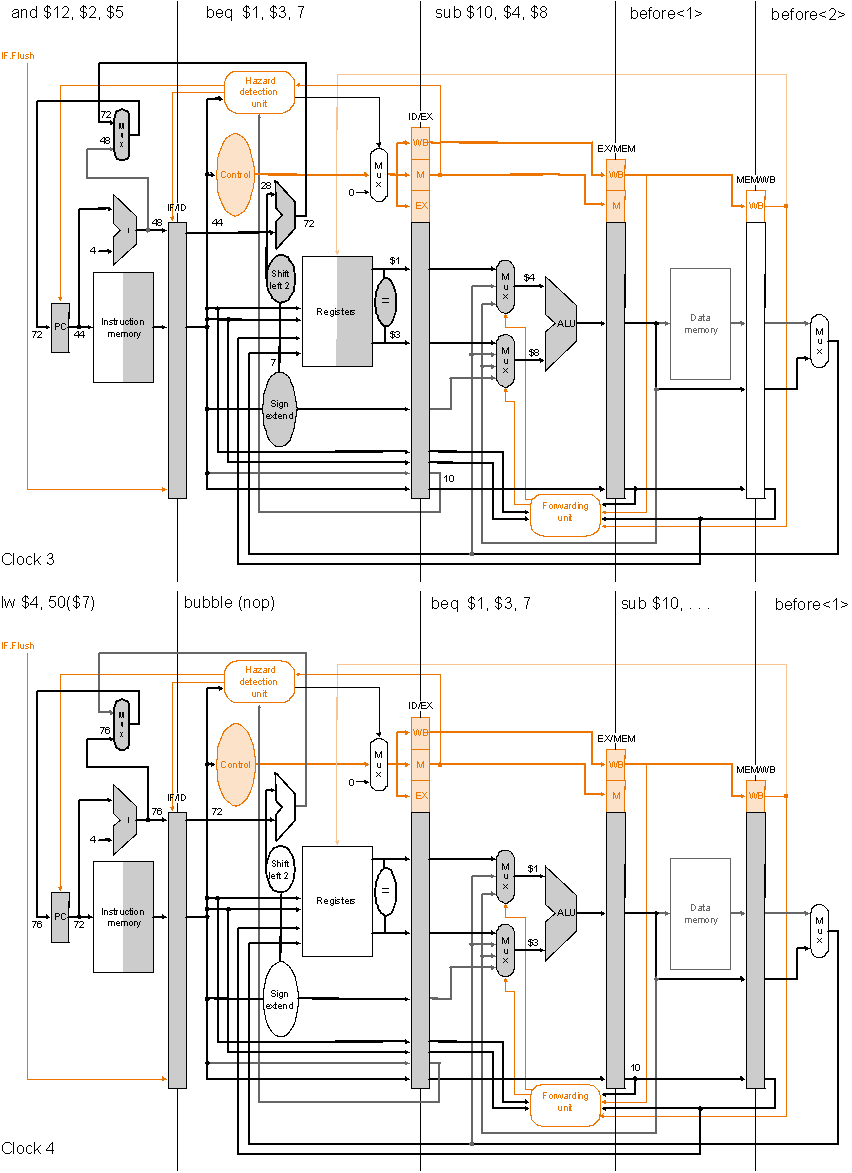 and $12, $2, $5
beq $1, $3, 7
sub $10, $4, $8
before<1>
before<2>
IF.Flush
Hazard
detection
unit
72
48
M
u
x
ID/EX
WB
Control
0
M
u
x
M
EX
EX/MEM
WB
M
MEM/WB
WB
28
IF/ID
48
44
72
4
Shift
left 2
$1
=
$3
Registers
M
u
x
$4
ALU
M
u
x
$8
Data
memory
M
u
x
PC
72
44
Instruction
memory
7
Sign
extend
10
Forwarding
unit
Clock 3
lw $4, 50($7)
bubble (nop)
beq $1, $3, 7
sub $10, . . .
before<1>
IF.Flush
Hazard
detection
unit
M
u
x
76
ID/EX
WB
Control
0
M
u
x
M
EX
EX/MEM
WB
M
MEM/WB
WB
IF/ID
76
72
4
Shift
left 2
=
Registers
M
u
x
$1
ALU
M
u
x
$3
Data
memory
M
u
x
PC
76
72
Instruction
memory
Sign
extend
10
Forwarding
unit
Clock 4